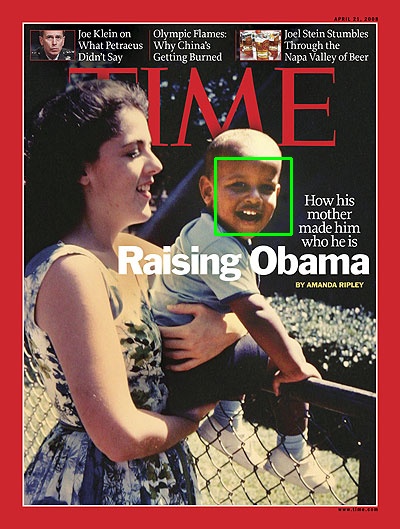 APRIL 21, 2008
Joe Klein on
What Petraeus
Didn't Say
Olympic Flames:
Why China's
Getting Burned
Joel Stein Stumbles
Through the
Napa Valley of Beer
TIME
How his
mother
made him
who he is
Raising Obama
BY AMANDA RIPLEY
www.time.com